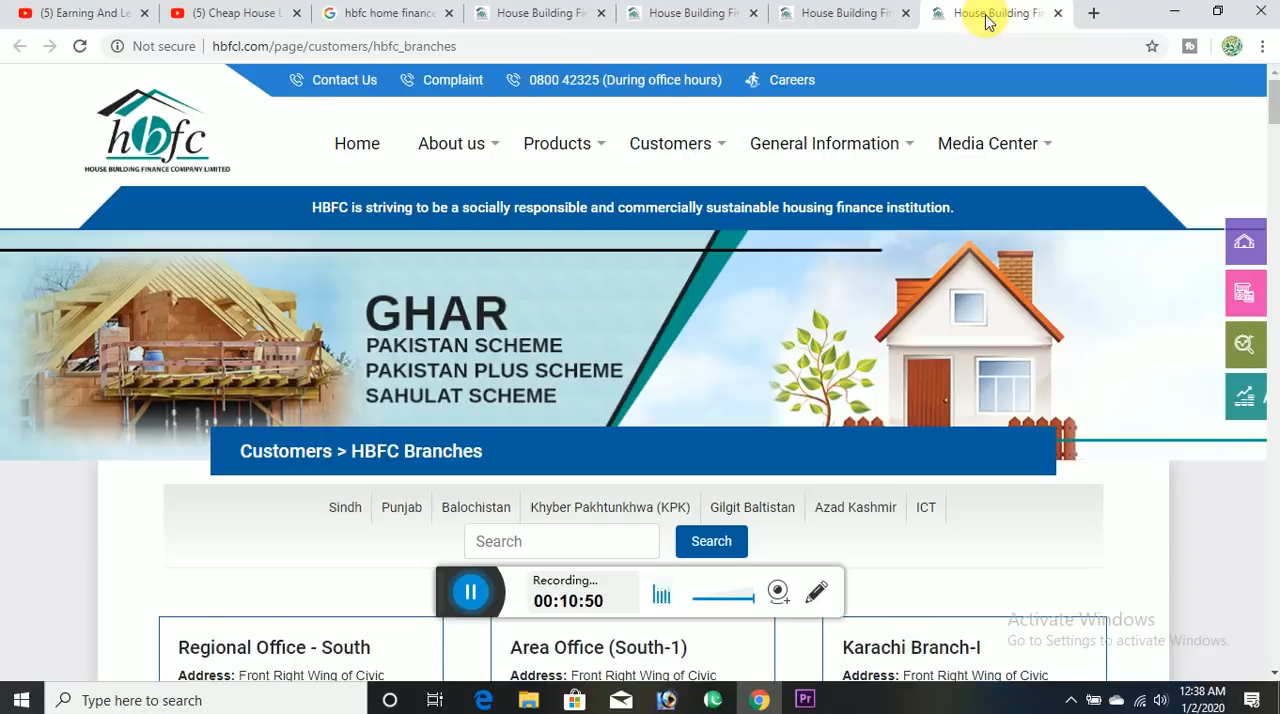 (5) Earning And Le
(5) Cheap House L
hbfc home finance
House Building Fin
House Building Fin
House Building Fin
House Building Fin
Not secure
hbfcl.com/page/customers/hbfc_branches
Contact Us
Complaint
0800 42325 (During office hours)
Careers
hbfc
HOUSE BUILDING FINANCE COMPANY LIMITED
Home
About us
Products
Customers
General Information
Media Center
HBFC is striving to be a socially responsible and commercially sustainable housing finance institution.
GHAR
PAKISTAN SCHEME
PAKISTAN PLUS SCHEME
SAHULAT SCHEME
A
Customers > HBFC Branches
Sindh
Punjab
Balochistan
Khyber Pakhtunkhwa (KPK)
Gilgit Baltistan
Azad Kashmir
ICT
Search
Search
Recording...
00:10:50
Activate Windows
Go to Settings to activate Windows.
Regional Office - South
Address: Front Right Wing of Civic
Area Office (South-1)
Address: Front Right Wing of Civic
Karachi Branch-I
Address: Front Right Wing of Civic
Type here to search
Pr
12:38 AM
1/2/2020